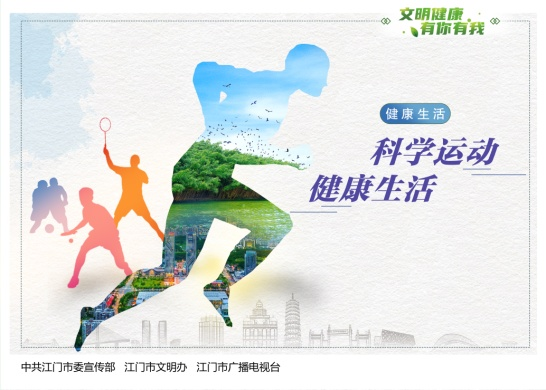 文明健康
有你有我
健康生活
科学运动
健康生活
中共江门市委宣传部 江门市文明办 江门市广播电视台